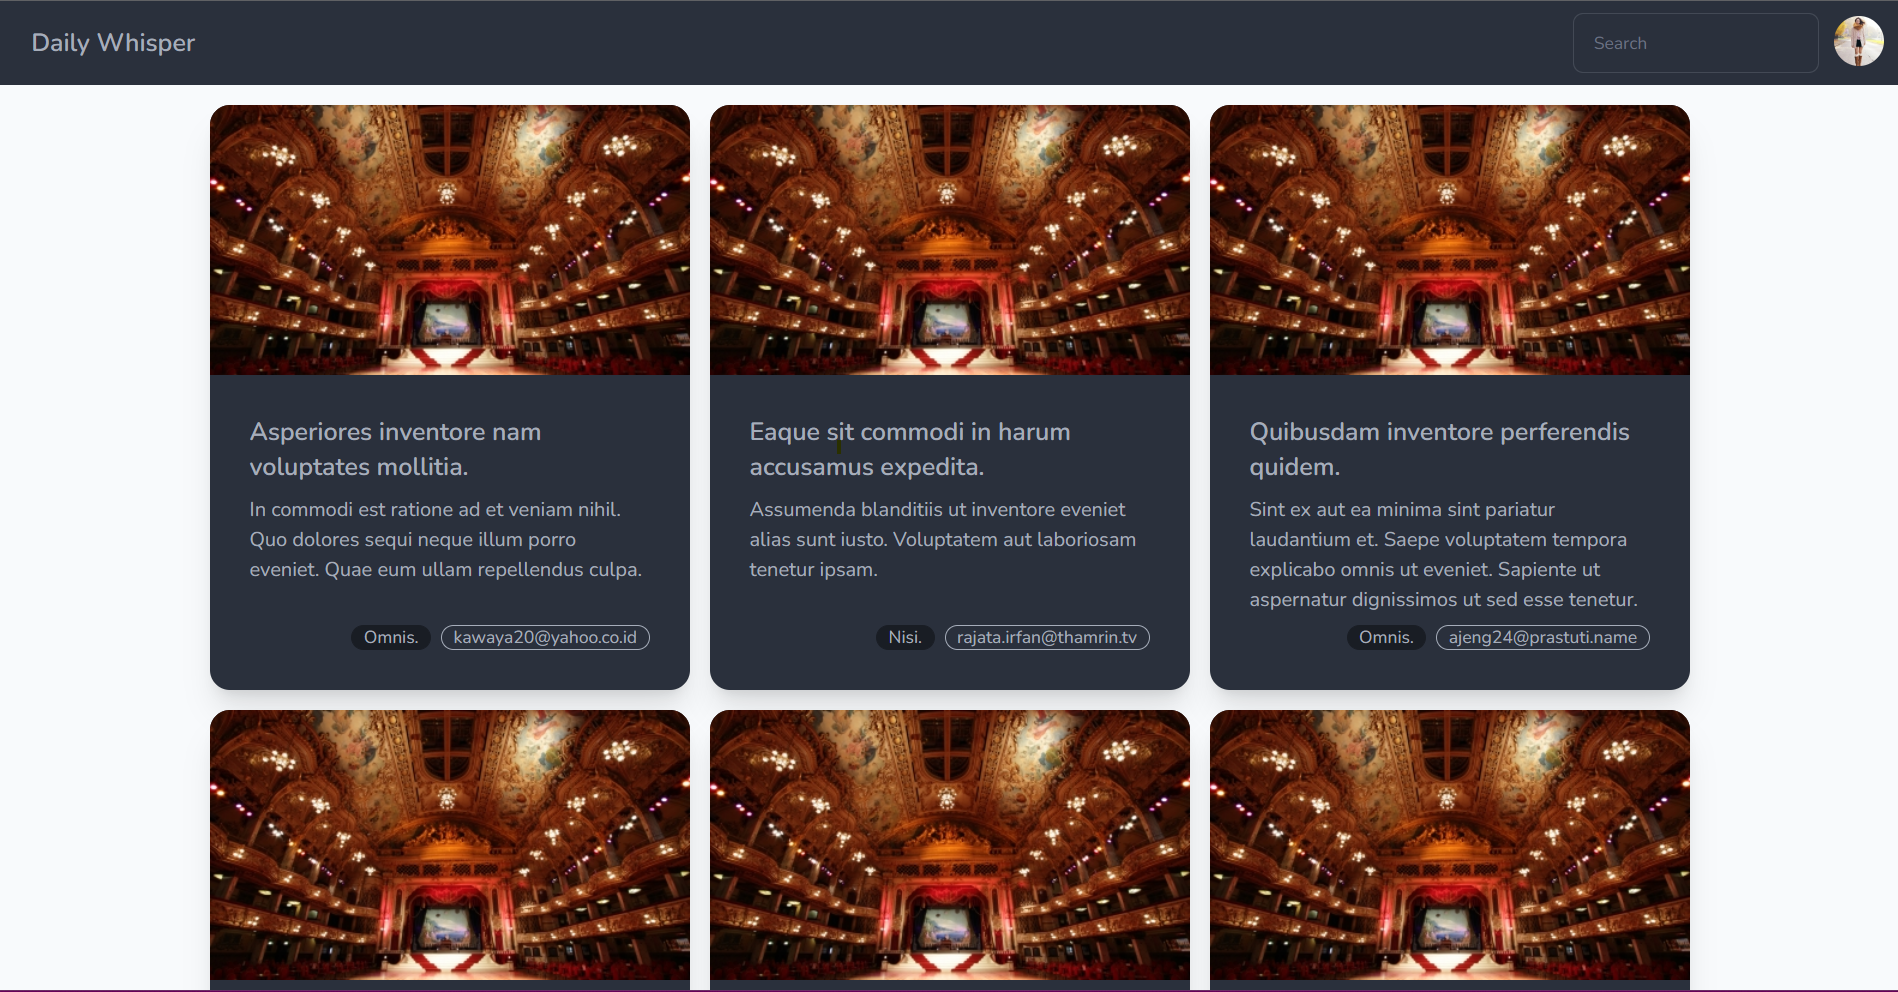 Daily Whisper
Search
Asperiores inventore nam
voluptates mollitia.
In commodi est ratione ad et veniam nihil.
Quo dolores sequi neque illum porro
eveniet. Quae eum ullam repellendus culpa.
Omnis.
kawaya20@yahoo.co.id
Eaque sit commodi in harum
accusamus expedita.
Assumenda blanditiis ut inventore eveniet
alias sunt iusto. Voluptatem aut laboriosam
tenetur ipsam.
Nisi.
rajata.irfan@thamrin.tv
Quibusdam inventore perferendis
quidem.
Sint ex aut ea minima sint pariatur
laudantium et. Saepe voluptatem tempora
explicabo omnis ut eveniet. Sapiente ut
aspernatur dignissimos ut sed esse tenetur.
Omnis.
ajeng24@prastuti.name